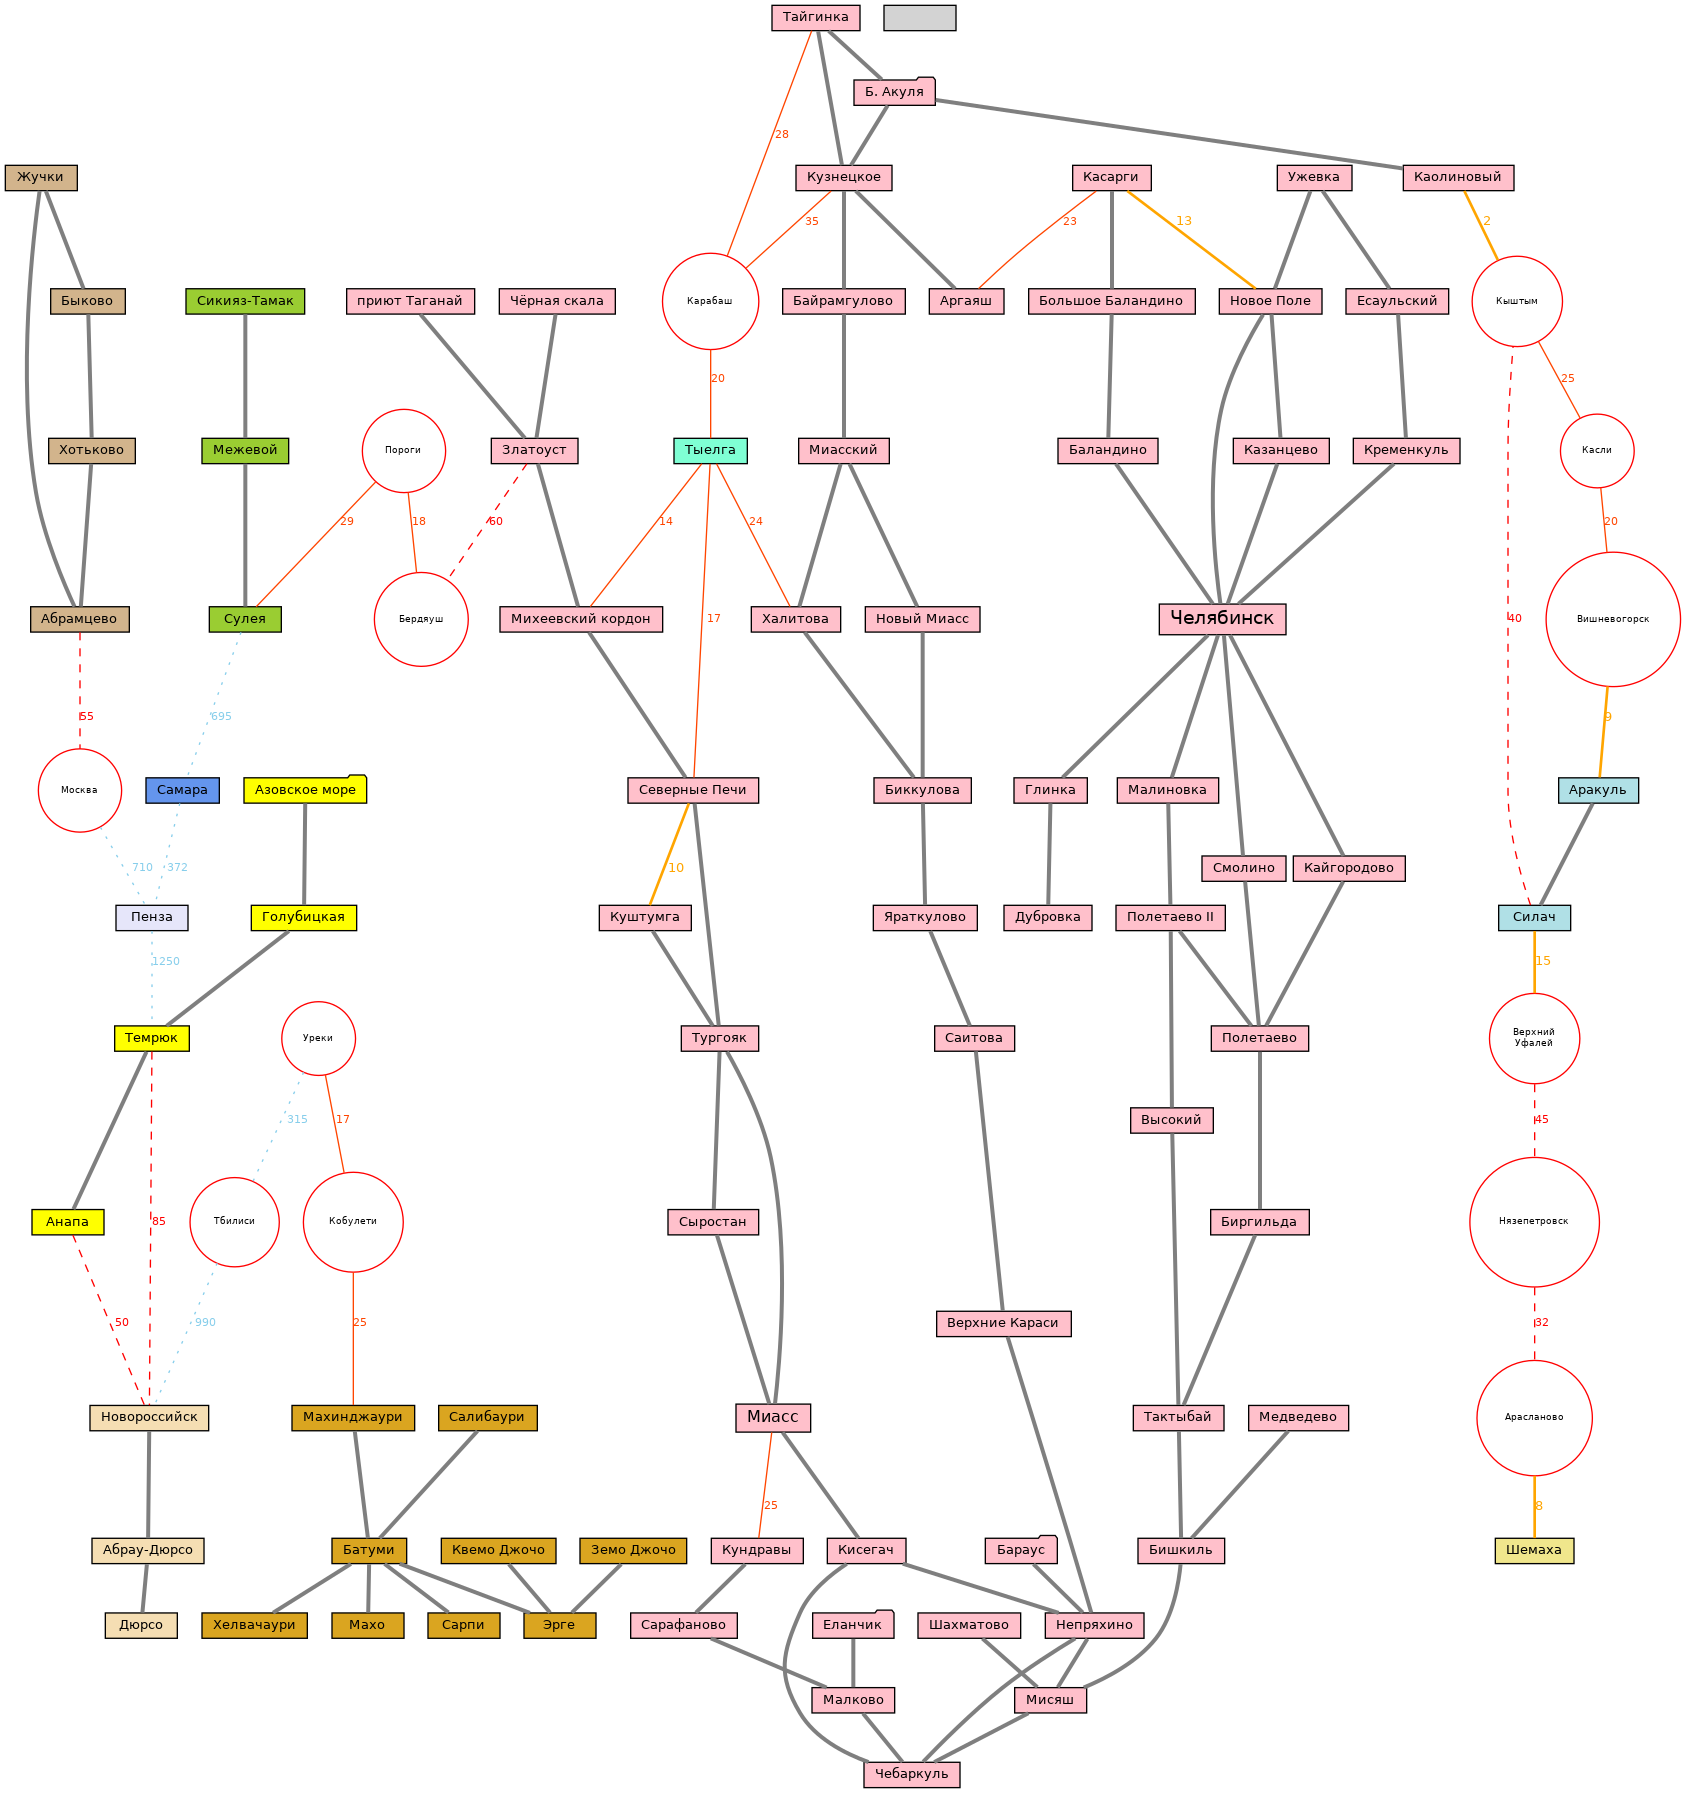 Тайгинка
Б. Акуля
28
Жучки
Кузнецкое
Касарги
Ужевка
Каолиновый
35
23
13
2
Быково
Сикияз-Тамак
приют Таганай
Чёрная скала
Карабаш
Байрамгулово
Аргаяш
Большое Баландино
Новое Поле
Есаульский
Кыштым
20
25
Хотьково
Межевой
Пороги
Златоуст
Тыелга
Миасский
Баландино
Казанцево
Кременкуль
Касли
29
18
60
14
24
20
Абрамцево
Сулея
Бердяуш
Михеевский кордон
17
Халитова
Новый Миасс
Челябинск
40
Вишневогорск
55
695
9
Москва
Самара
Азовское море
Северные Печи
Биккулова
Глинка
Малиновка
Аракуль
710
372
10
Смолино
Кайгородово
Пенза
Голубицкая
Куштумга
Яраткулово
Дубровка
Полетаево II
Силач
1250
15
Темрюк
Уреки
Тургояк
Саитова
Полетаево
Верхний
Уфалей
315
17
Высокий
45
Анапа
85
Тбилиси
Кобулети
Сыростан
Биргильда
Нязепетровск
50
990
25
Верхние Караси
32
Новороссийск
Махинджаури
Салибаури
Миасс
Тактыбай
Медведево
Арасланово
25
8
Абрау-Дюрсо
Батуми
Квемо Джочо
Земо Джочо
Кундравы
Кисегач
Бараус
Бишкиль
Шемаха
Дюрсо
Хелвачаури
Махо
Сарпи
Эрге
Сарафаново
Еланчик
Шахматово
Непряхино
Малково
Мисяш
Чебаркуль